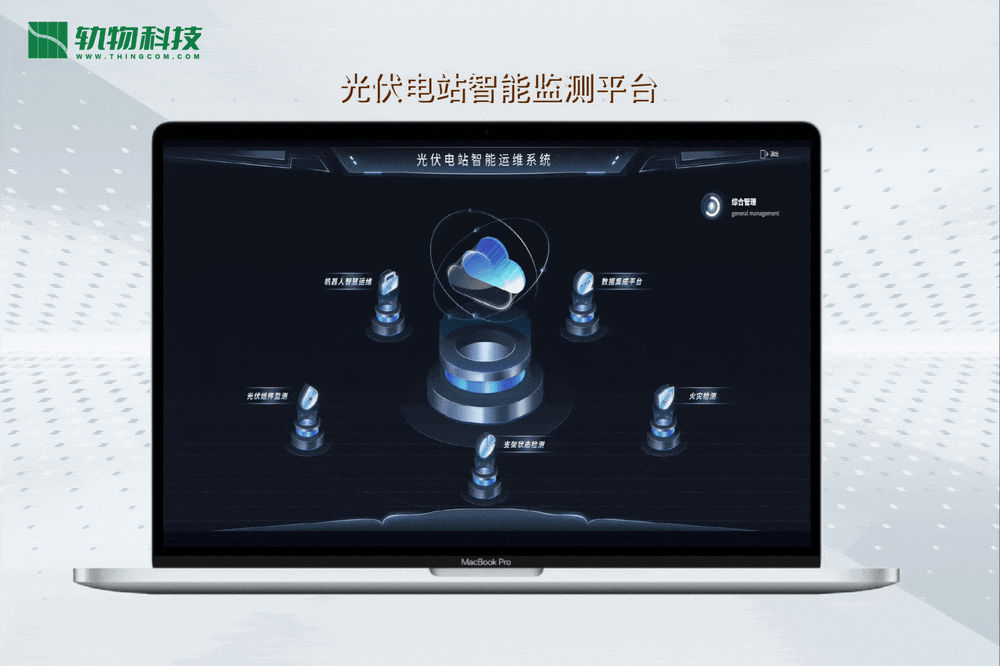 轨物科技
WWW.THINGCOM.COM
光伏电站智能监测平台
光伏电站智能运维系统
退出
综合管理
general management
机器人智慧运维
数据集成平台
光伏组件监测
火灾检测
支架状态检测
MacBook Pro